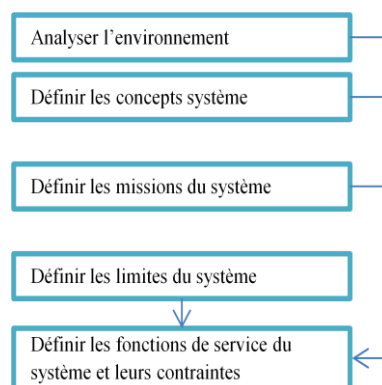 Analyser l’environnement
Définir les concepts système
Définir les missions du système
Définir les limites du système
Définir les fonctions de service du
système et leurs contraintes